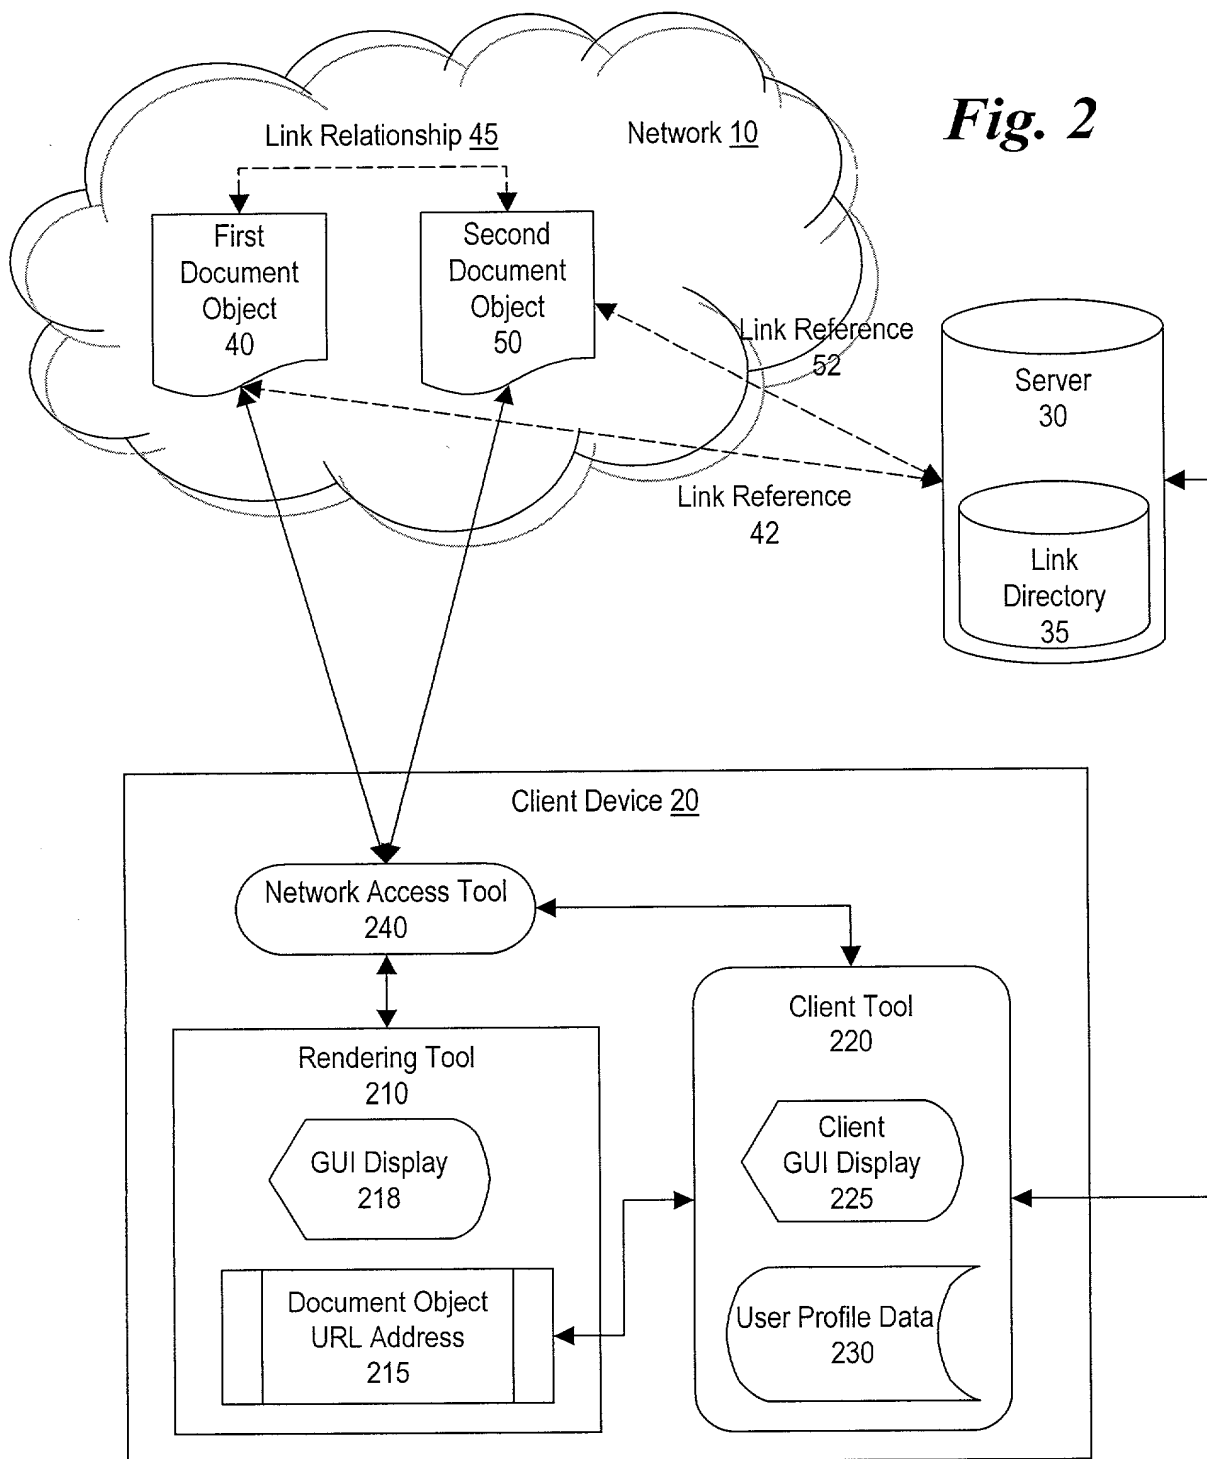 Fig. 2
Link Relationship 45
Network 10
First
Document
Object
40
Second
Document
Object
50
Link Reference
52
Server
30
Link Reference
42
Link
Directory
35
Client Device 20
Network Access Tool
240
Client Tool
220
Rendering Tool
210
GUI Display
218
Client
GUI Display
225
Document Object
URL Address
215
User Profile Data
230